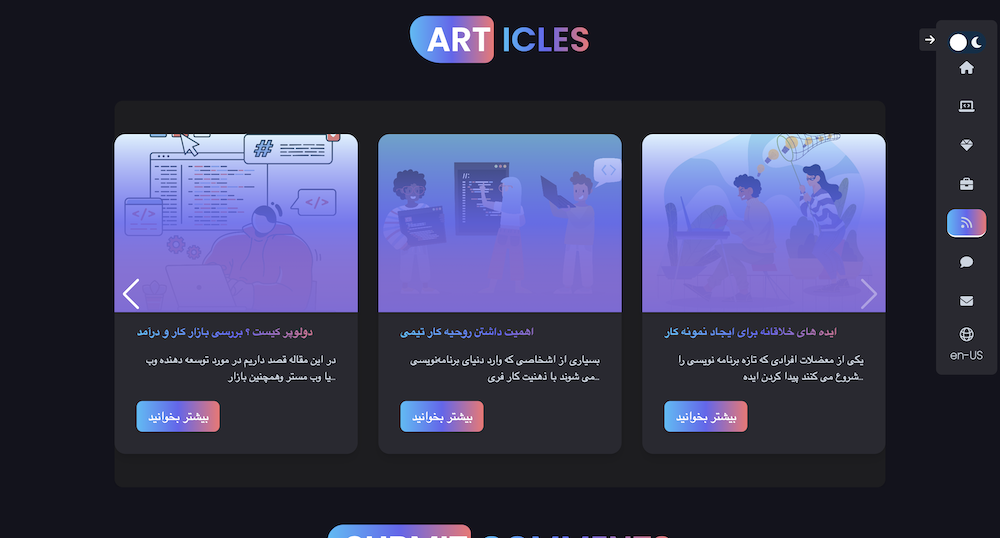 ARTICLES
دولوپر کیست ؟ بررسی بازار کار و درآمد
در این مقاله قصد داریم در مورد توسعه دهنده وب
یا وب مستر وهمچنین بازار...
بیشتر بخوانید
اهمیت داشتن روحیه کار تیمی
بسیاری از اشخاصی که وارد دنیای برنامه‌نویسی
می شوند با ذهنیت کار فری...
بیشتر بخوانید
ایده های خلاقانه برای ایجاد نمونه کار
یکی از معضلات افرادی که تازه برنامه نویسی را
شروع می کنند پیدا کردن ایده...
بیشتر بخوانید
en-US
SUBMIT COMMENTS